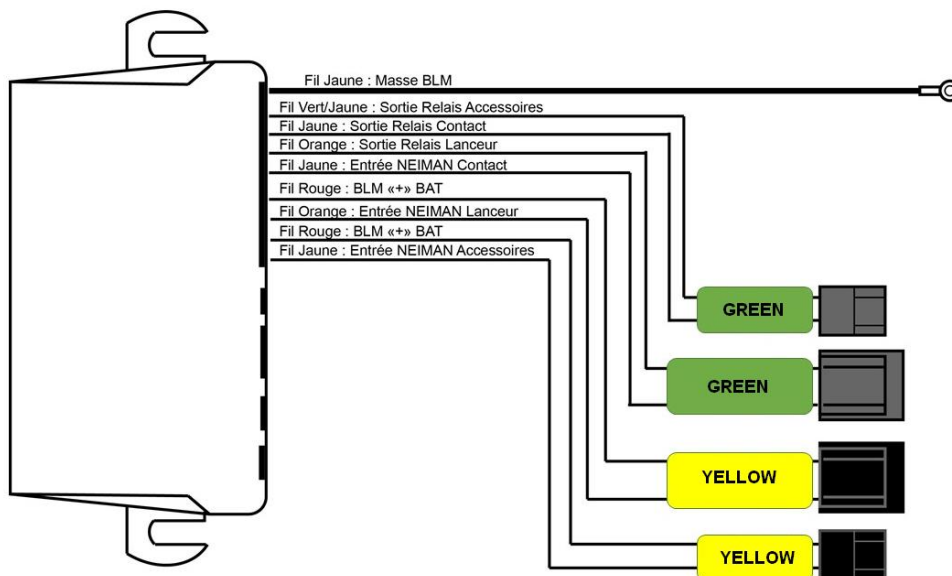 Fil Jaune : Masse BLM
Fil Vert/Jaune : Sortie Relais Accessoires
Fil Jaune : Sortie Relais Contact
Fil Orange : Sortie Relais Lanceur
Fil Jaune : Entrée NEIMAN Contact
Fil Rouge : BLM «+» BAT
Fil Orange : Entrée NEIMAN Lanceur
Fil Rouge : BLM «+» BAT
Fil Jaune : Entrée NEIMAN Accessoires
GREEN
GREEN
YELLOW
YELLOW